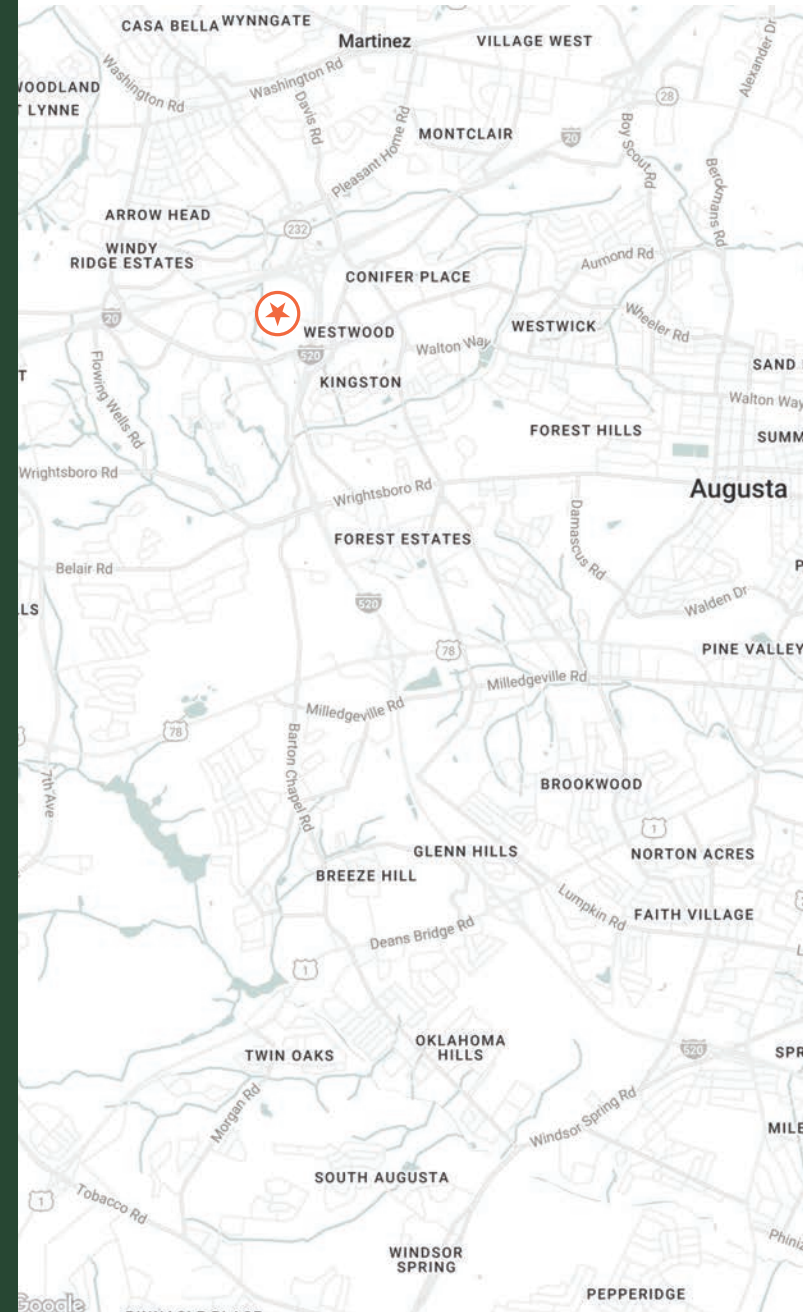 CASA BELLA
WYNNGATE
Martinez
VILLAGE WEST
Alexander Dr
Washington Rd
Washington Rd
WOODLAND
LYNNE
Davis Rd
28
MONTCLAIR
20
Boy Scout Rd
Pleasant Home Rd
Berckmans Rd
ARROW HEAD
232
WINDY
RIDGE ESTATES
Aumond Rd
CONIFER PLACE
20
WESTWOOD
WESTWICK
Wheeler Rd
Walton Way
520
SAND
Flowing Wells Rd
KINGSTON
Walton Way
FOREST HILLS
SUMM
Wrightsboro Rd
Wrightsboro Rd
Augusta
Damascus Rd
FOREST ESTATES
Belair Rd
P
520
LLS
Walden Dr
78
PINE VALLEY
Milledgeville Rd
Milledgeville Rd
78
Barton Chapel Rd
7th Ave
BROOKWOOD
1
GLENN HILLS
NORTON ACRES
BREEZE HILL
Lumpkin Rd
FAITH VILLAGE
Deans Bridge Rd
L
1
OKLAHOMA
HILLS
TWIN OAKS
520
SPR
Morgan Rd
Windsor Spring Rd
MILE
SOUTH AUGUSTA
1
Tobacco Rd
Phiniz
WINDSOR
SPRING
PEPPERIDGE
Google